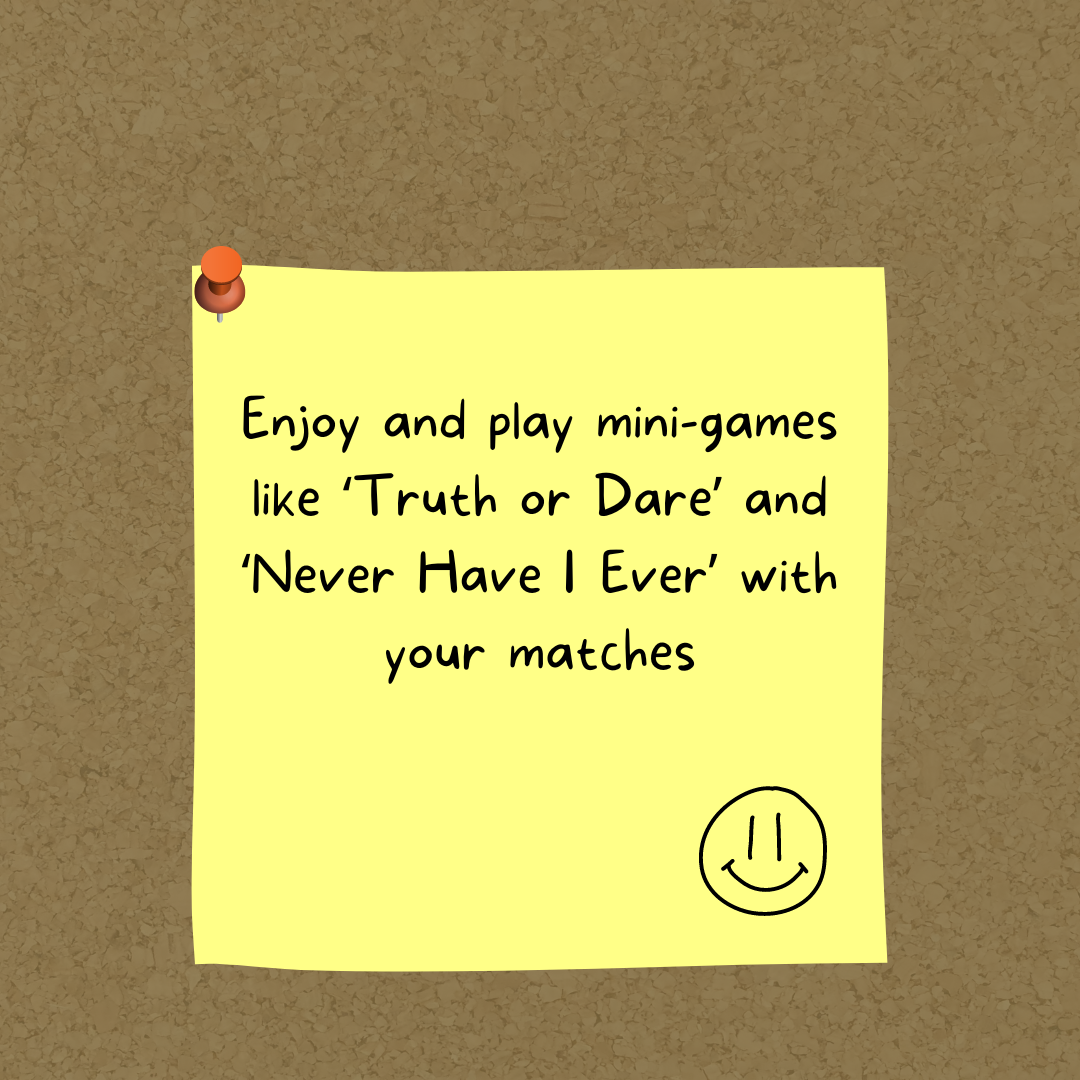 Enjoy and play mini-games
like ‘Truth or Dare’ and
‘Never Have I Ever’ with
your matches